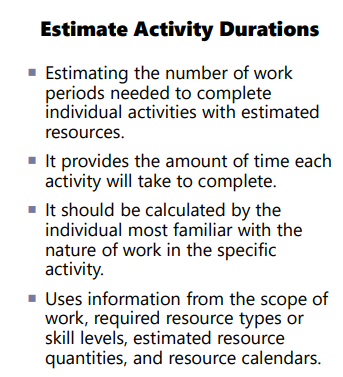 Estimate Activity Durations
▪ Estimating the number of work
periods needed to complete
individual activities with estimated
resources.
▪ It provides the amount of time each
activity will take to complete.
▪ It should be calculated by the
individual most familiar with the
nature of work in the specific
activity.
▪ Uses information from the scope of
work, required resource types or
skill levels, estimated resource
quantities, and resource calendars.